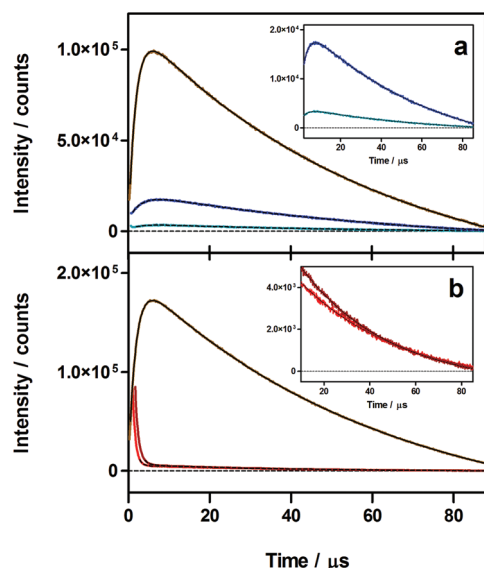 Intensity / counts
1.0×10⁵
5.0×10⁴
0
a
2.0×10⁴
1.0×10⁴
0
20 40 60 80
Time / μs
Intensity / counts
2.0×10⁵
1.0×10⁵
0
b
4.0×10³
2.0×10³
0
20 40 60 80
Time / μs
0 20 40 60 80
Time / μs